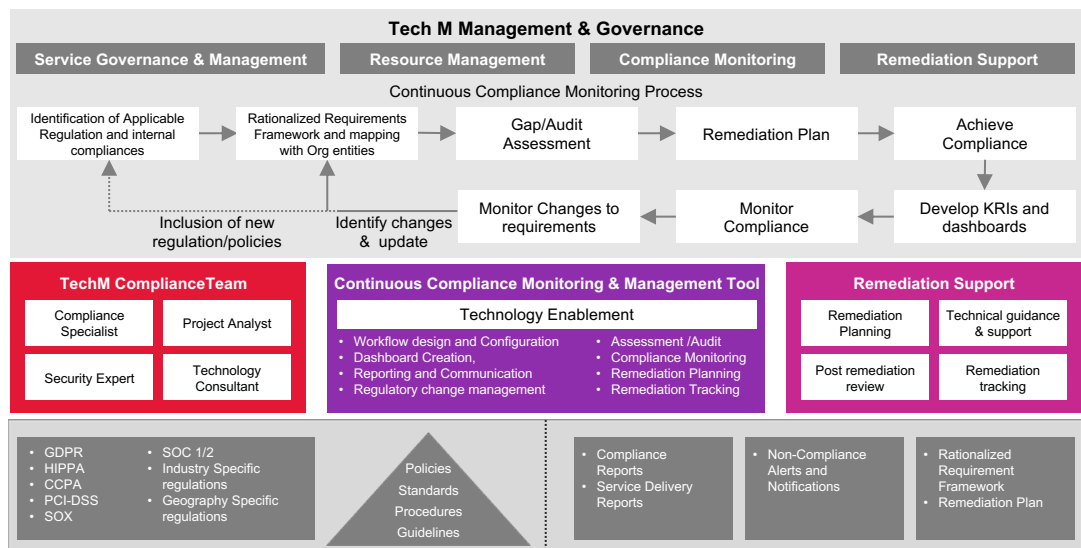 Tech M Management & Governance
Service Governance & Management
Resource Management
Compliance Monitoring
Remediation Support
Continuous Compliance Monitoring Process
Identification of Applicable
Regulation and internal
compliances
Rationalized Requirements
Framework and mapping
with Org entities
Gap/Audit
Assessment
Remediation Plan
Achieve
Compliance
Develop KRIs and
dashboards
Monitor
Compliance
Monitor Changes to
requirements
Identify changes
& update
Inclusion of new
regulation/policies
TechM ComplianceTeam
Compliance
Specialist
Project Analyst
Security Expert
Technology
Consultant
Continuous Compliance Monitoring & Management Tool
Technology Enablement
• Workflow design and Configuration
• Dashboard Creation,
• Reporting and Communication
• Regulatory change management
• Assessment /Audit
• Compliance Monitoring
• Remediation Planning
• Remediation Tracking
Remediation Support
Remediation
Planning
Technical guidance
& support
Post remediation
review
Remediation
tracking
• GDPR
• HIPPA
• CCPA
• PCI-DSS
• SOX
• SOC 1/2
• Industry Specific
regulations
• Geography Specific
regulations
Policies
Standards
Procedures
Guidelines
• Compliance
Reports
• Service Delivery
Reports
• Non-Compliance
Alerts and
Notifications
• Rationalized
Requirement
Framework
• Remediation Plan